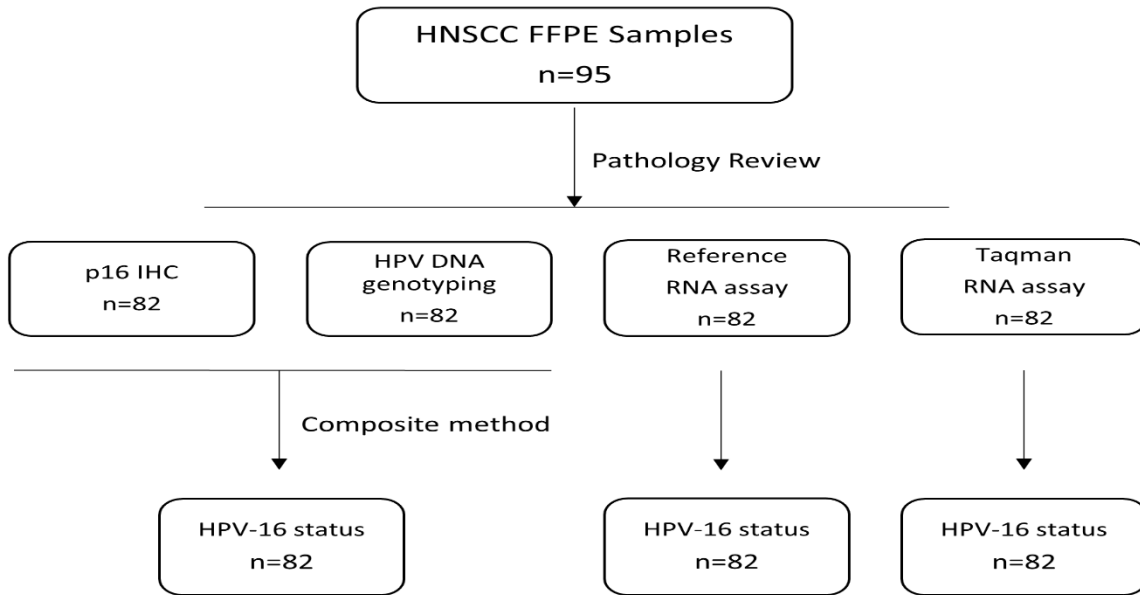 HNSCC FFPE Samples
n=95
Pathology Review
p16 IHC
n=82
HPV DNA
genotyping
n=82
Reference
RNA assay
n=82
Taqman
RNA assay
n=82
Composite method
HPV-16 status
n=82
HPV-16 status
n=82
HPV-16 status
n=82